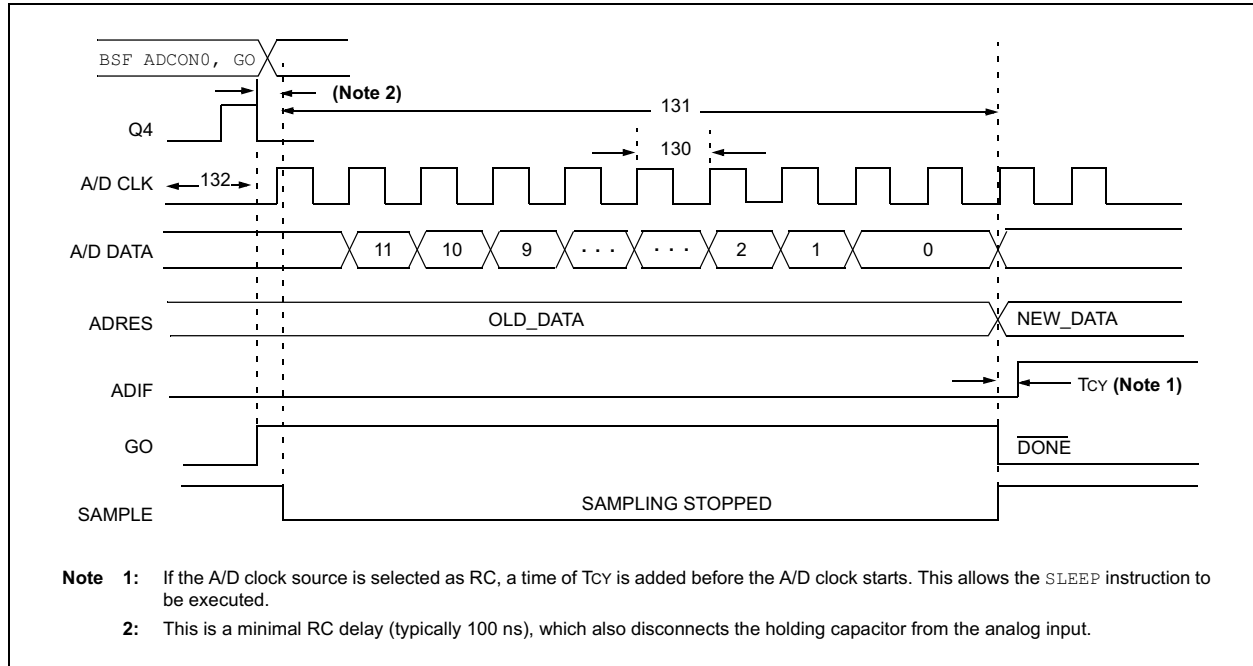 BSF ADCON0, GO
(Note 2)
131
Q4
130
A/D CLK
132
A/D DATA
11 10 9 . . . . . . 2 1 0
ADRES
OLD_DATA
NEW_DATA
ADIF
TCY (Note 1)
GO
DONE
SAMPLE
SAMPLING STOPPED
Note 1: If the A/D clock source is selected as RC, a time of TCY is added before the A/D clock starts. This allows the SLEEP instruction to
be executed.
2: This is a minimal RC delay (typically 100 ns), which also disconnects the holding capacitor from the analog input.